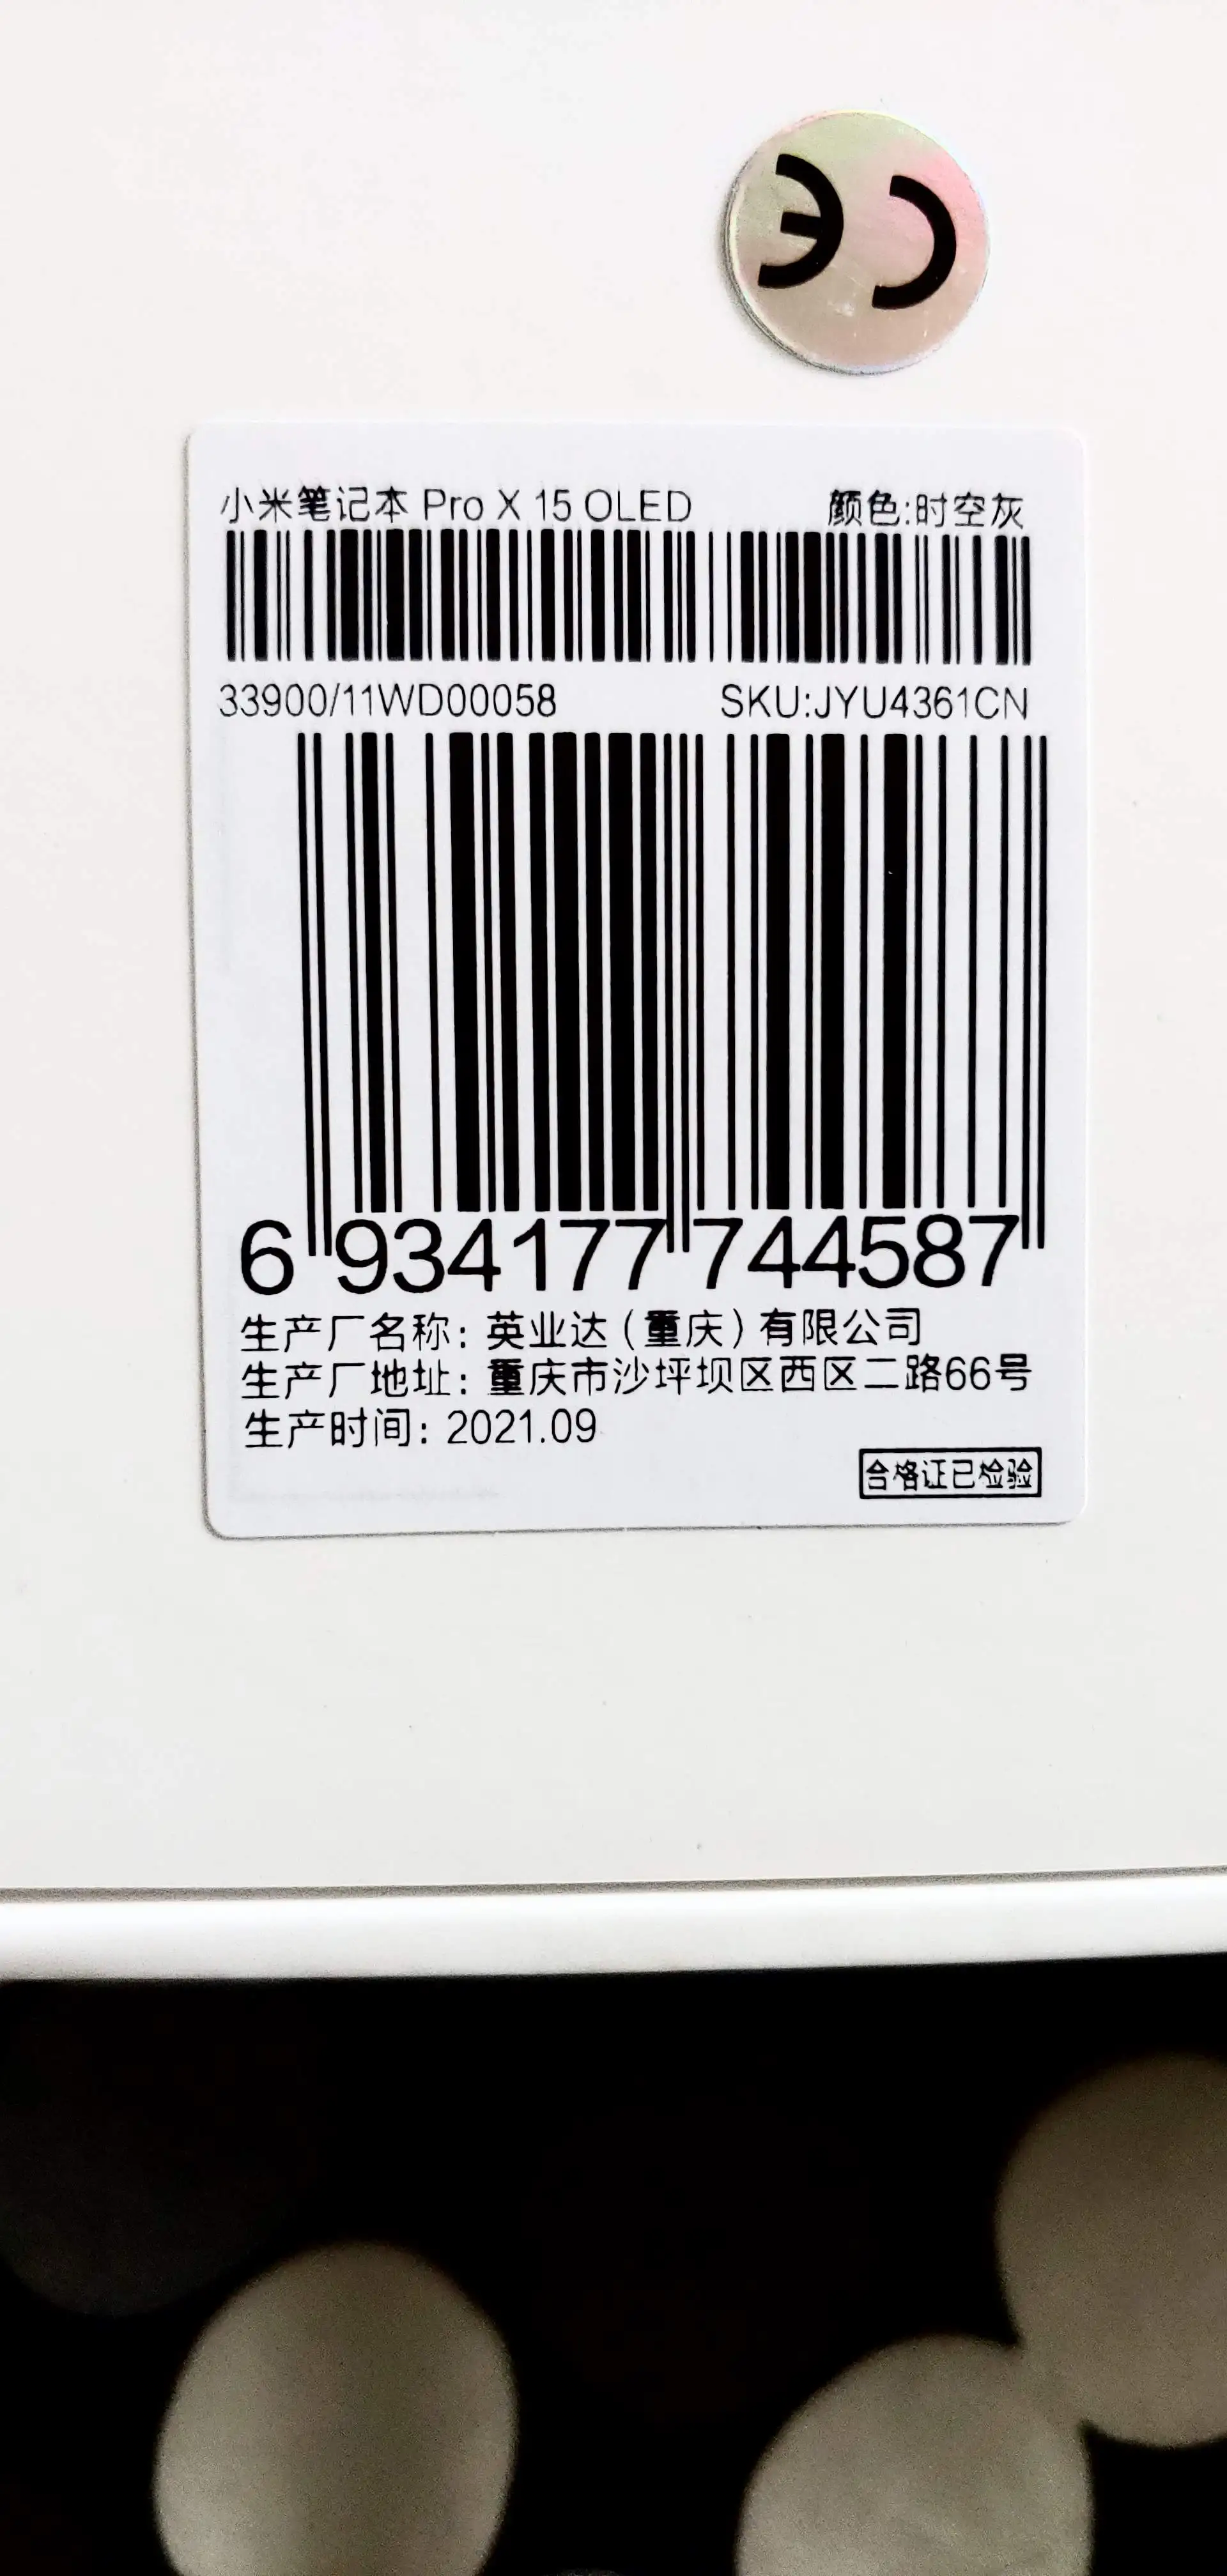 CE
小米笔记本 Pro X 15 OLED 颜色:时空灰
33900/11WD00058 SKU:JYU4361CN
6 934177 744587
生产厂名称: 英业达(重庆)有限公司
生产厂地址: 重庆市沙坪坝区西区二路66号
生产时间: 2021.09
合格证已检验